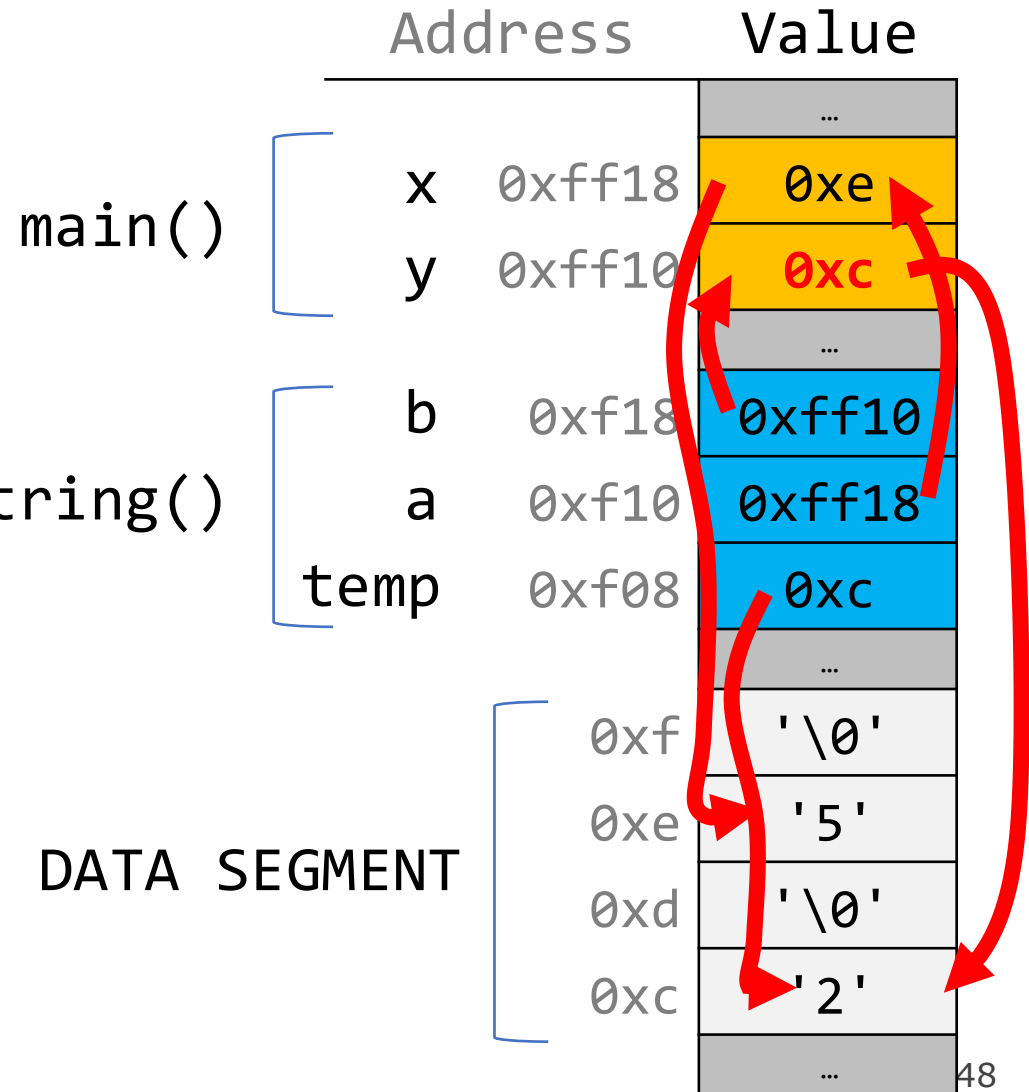 Address Value
…
x 0xff18 0xe
main()
y 0xff10 0xc
…
b 0xf18 0xff10
tring() a 0xf10 0xff18
temp 0xf08 0xc
…
0xf '\0'
0xe '5'
DATA SEGMENT
0xd '\0'
0xc '2'
… 48